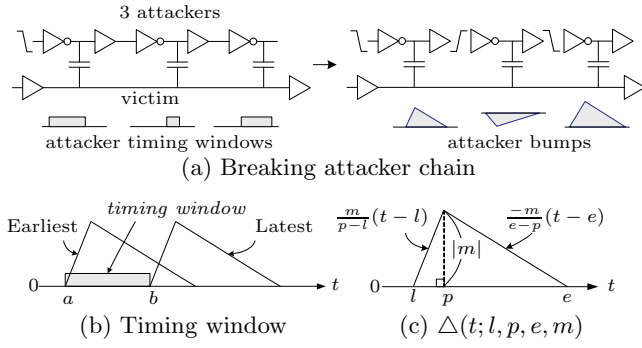 3 attackers
victim
attacker timing windows
attacker bumps
(a) Breaking attacker chain
Earliest
timing window
Latest
0
a
b
t
(b) Timing window
m/(p−l) (t − l)
−m/(e−p) (t − e)
|m|
0
l
p
e
t
(c) △(t; l, p, e, m)